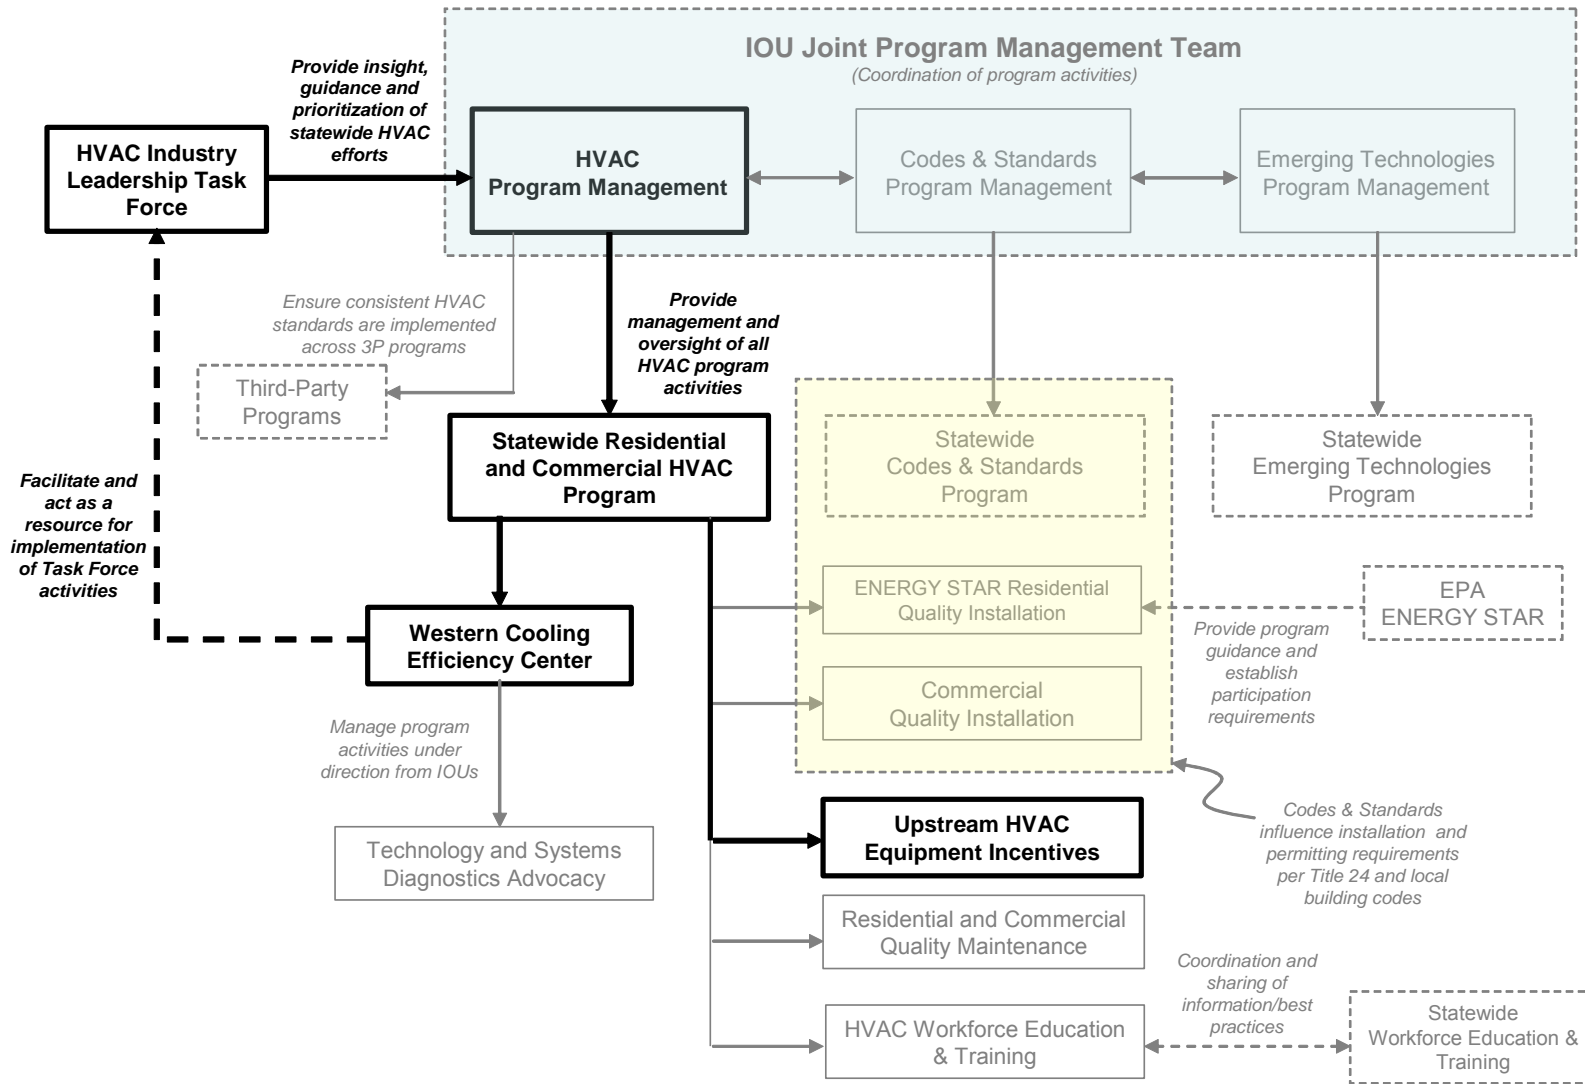 IOU Joint Program Management Team
(Coordination of program activities)
Provide insight,
guidance and
prioritization of
statewide HVAC
efforts
HVAC Industry
Leadership Task
Force
HVAC
Program Management
Codes & Standards
Program Management
Emerging Technologies
Program Management
Ensure consistent HVAC
standards are implemented
across 3P programs
Provide
management and
oversight of all
HVAC program
activities
Third-Party
Programs
Statewide Residential
and Commercial HVAC
Program
Statewide
Codes & Standards
Program
Statewide
Emerging Technologies
Program
Facilitate and
act as a
resource for
implementation
of Task Force
activities
ENERGY STAR Residential
Quality Installation
EPA
ENERGY STAR
Western Cooling
Efficiency Center
Provide program
guidance and
establish
participation
requirements
Commercial
Quality Installation
Manage program
activities under
direction from IOUs
Upstream HVAC
Equipment Incentives
Codes & Standards
influence installation and
permitting requirements
per Title 24 and local
building codes
Technology and Systems
Diagnostics Advocacy
Residential and Commercial
Quality Maintenance
Coordination and
sharing of
information/best
practices
HVAC Workforce Education
& Training
Statewide
Workforce Education &
Training